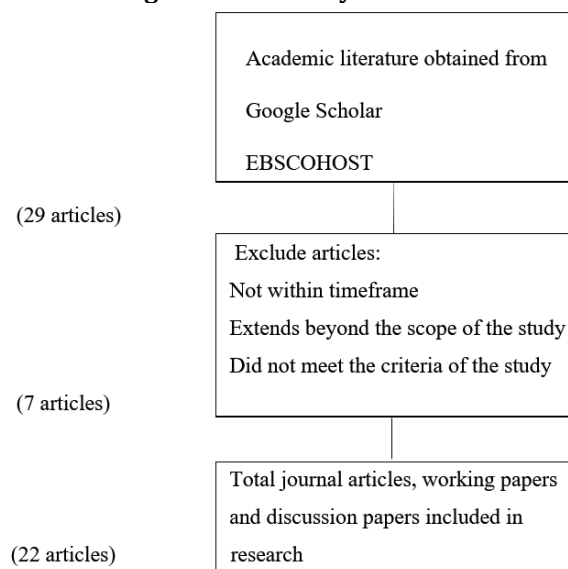 Academic literature obtained from
Google Scholar
EBSCOHOST
(29 articles)
Exclude articles:
Not within timeframe
Extends beyond the scope of the study
Did not meet the criteria of the study
(7 articles)
Total journal articles, working papers
and discussion papers included in
research
(22 articles)